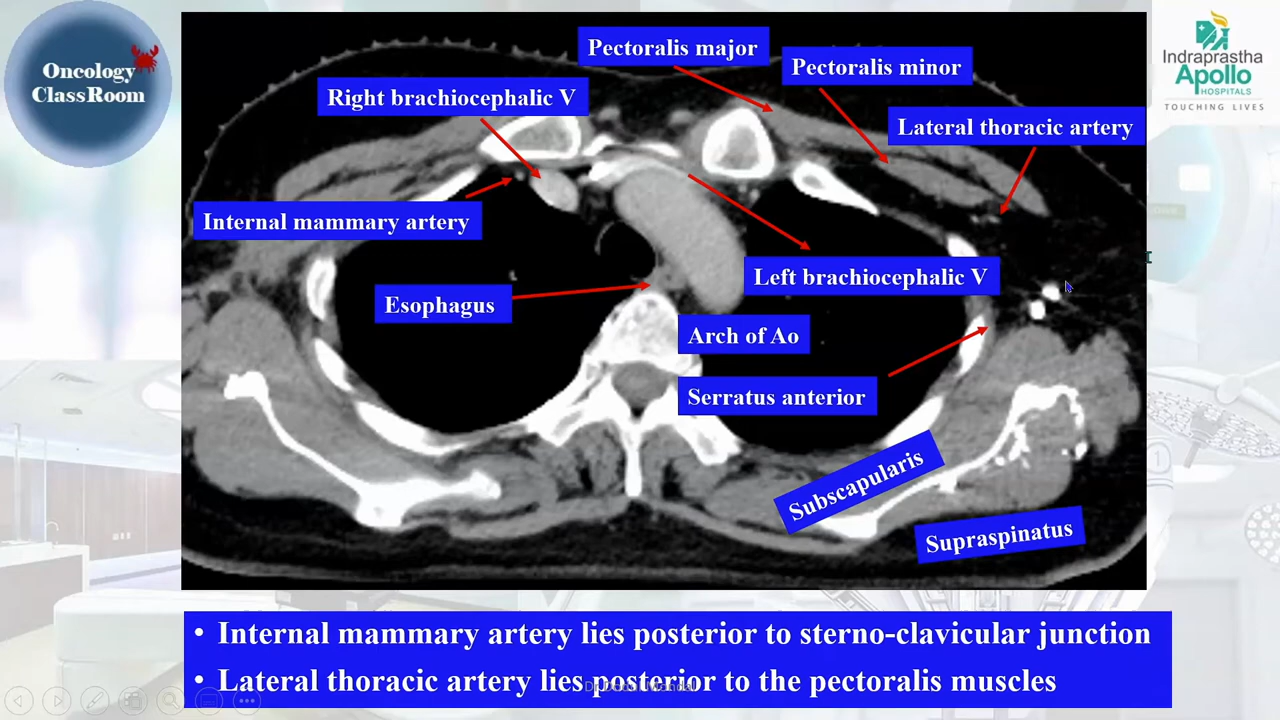 Oncology
ClassRoom
Indraprastha
Apollo
HOSPITALS
TOUCHING LIVES
Pectoralis major
Pectoralis minor
Right brachiocephalic V
Lateral thoracic artery
Internal mammary artery
Left brachiocephalic V
Esophagus
Arch of Ao
Serratus anterior
Subscapularis
Supraspinatus
• Internal mammary artery lies posterior to sterno-clavicular junction
• Lateral thoracic artery lies posterior to the pectoralis muscles